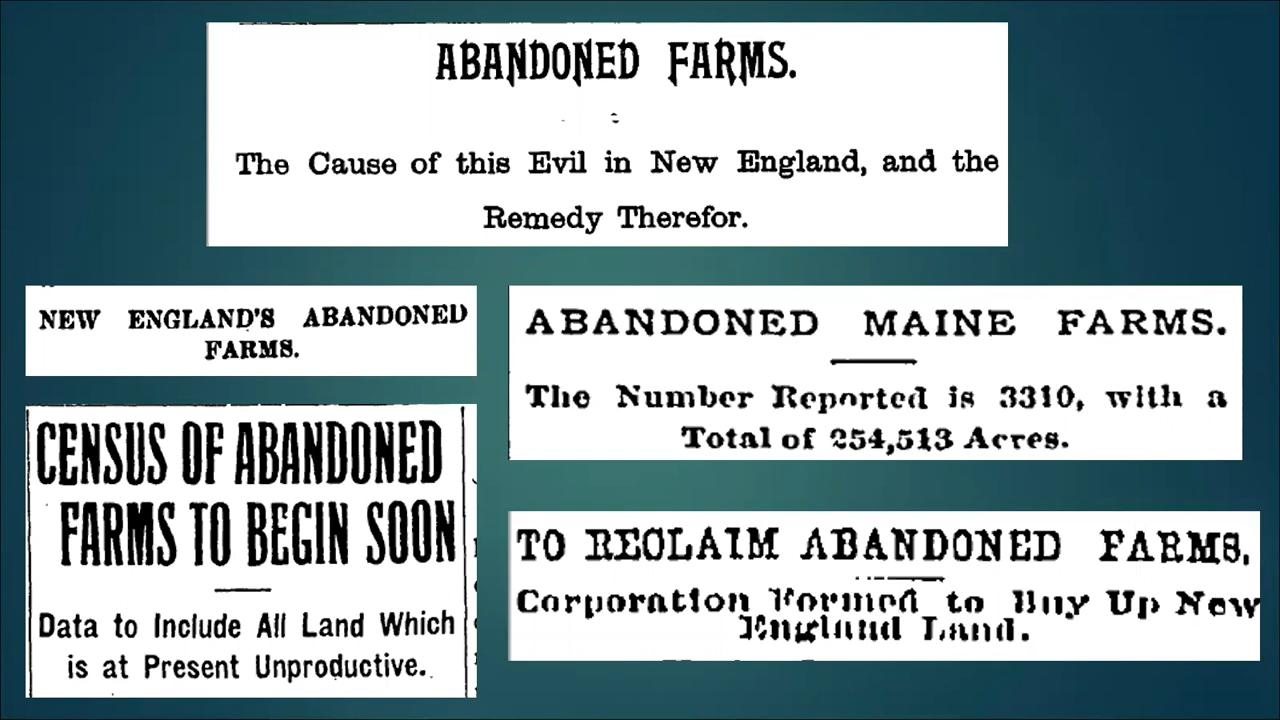 ABANDONED FARMS.
The Cause of this Evil in New England, and the
Remedy Therefor.
NEW ENGLAND'S ABANDONED
FARMS.
ABANDONED MAINE FARMS.
The Number Reported is 3310, with a
Total of 254,513 Acres.
CENSUS OF ABANDONED
FARMS TO BEGIN SOON
Data to Include All Land Which
is at Present Unproductive.
TO RECLAIM ABANDONED FARMS.
Corporation Formed to Buy Up New
England Land.